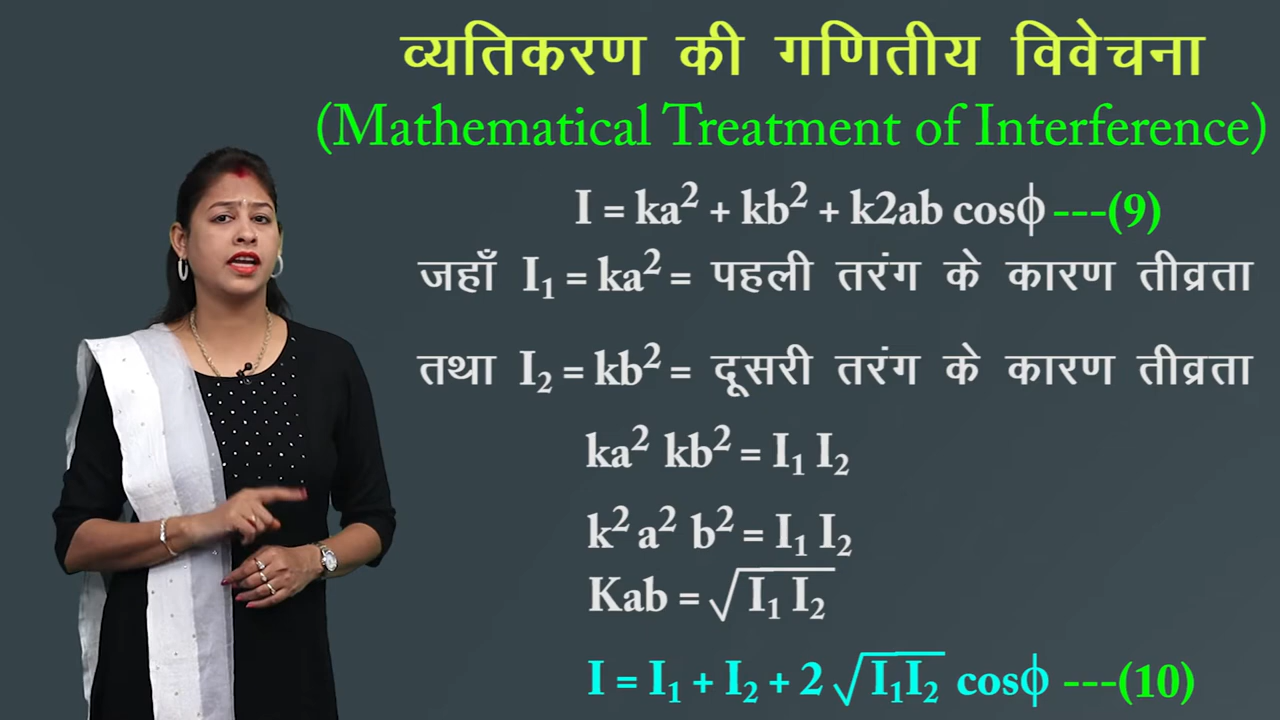 व्यतिकरण की गणितीय विवेचना
(Mathematical Treatment of Interference)
I = ka² + kb² + k2ab cosϕ ---(9)
जहाँ I₁ = ka² = पहली तरंग के कारण तीव्रता
तथा I₂ = kb² = दूसरी तरंग के कारण तीव्रता
ka² kb² = I₁ I₂
k² a² b² = I₁ I₂
Kab = √I₁ I₂
I = I₁ + I₂ + 2 √I₁I₂ cosϕ ---(10)